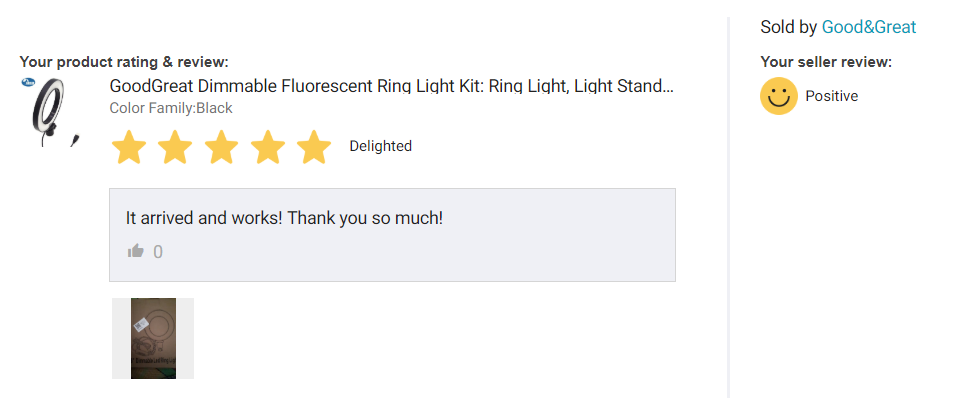 Sold by Good&Great
Your product rating & review:
Your seller review:
GoodGreat Dimmable Fluorescent Ring Light Kit: Ring Light, Light Stand...
Color Family:Black
Positive
Delighted
It arrived and works! Thank you so much!
0